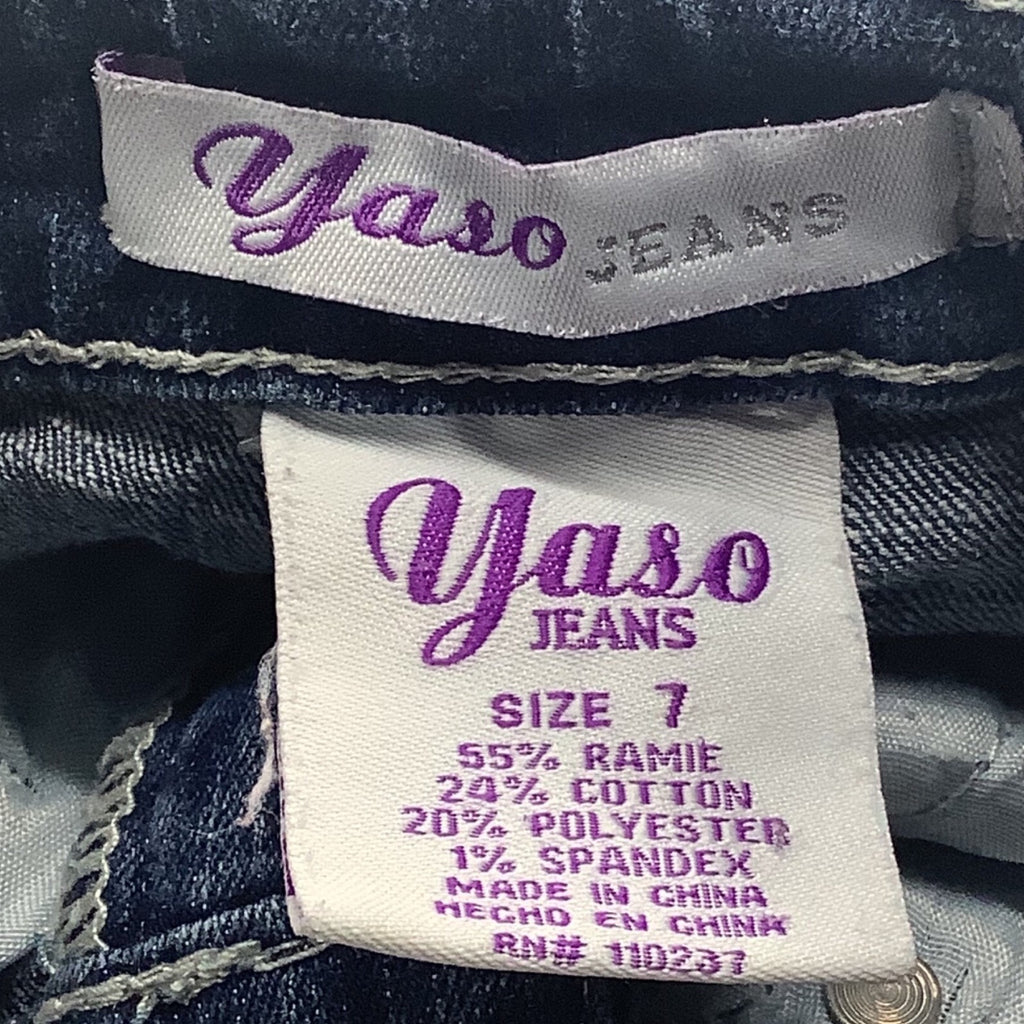 yaso JEANS
yaso
JEANS
SIZE 7
55% RAMIE
24% COTTON
20% POLYESTER
1% SPANDEX
MADE IN CHINA
HECHO EN CHINA
RN# 110237